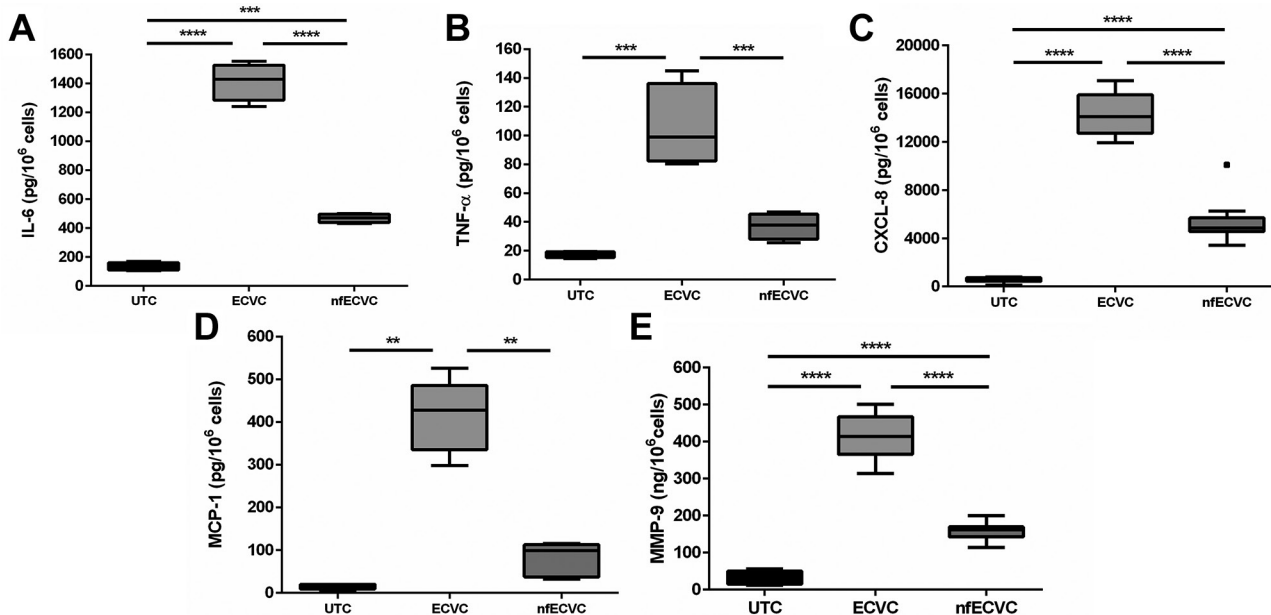 A
***
****
****
IL-6 (pg/10⁶ cells)
1600
1400
1200
1000
800
600
400
200
0
UTC
ECVC
nfECVC
B
***
***
TNF-α (pg/10⁶ cells)
160
140
120
100
80
60
40
20
0
UTC
ECVC
nfECVC
C
****
****
****
CXCL-8 (pg/10⁶ cells)
20000
16000
12000
8000
4000
0
UTC
ECVC
nfECVC
D
**
**
MCP-1 (pg/10⁶ cells)
600
500
400
300
200
100
0
UTC
ECVC
nfECVC
E
****
****
****
MMP-9 (ng/10⁶cells)
600
500
400
300
200
100
0
UTC
ECVC
nfECVC